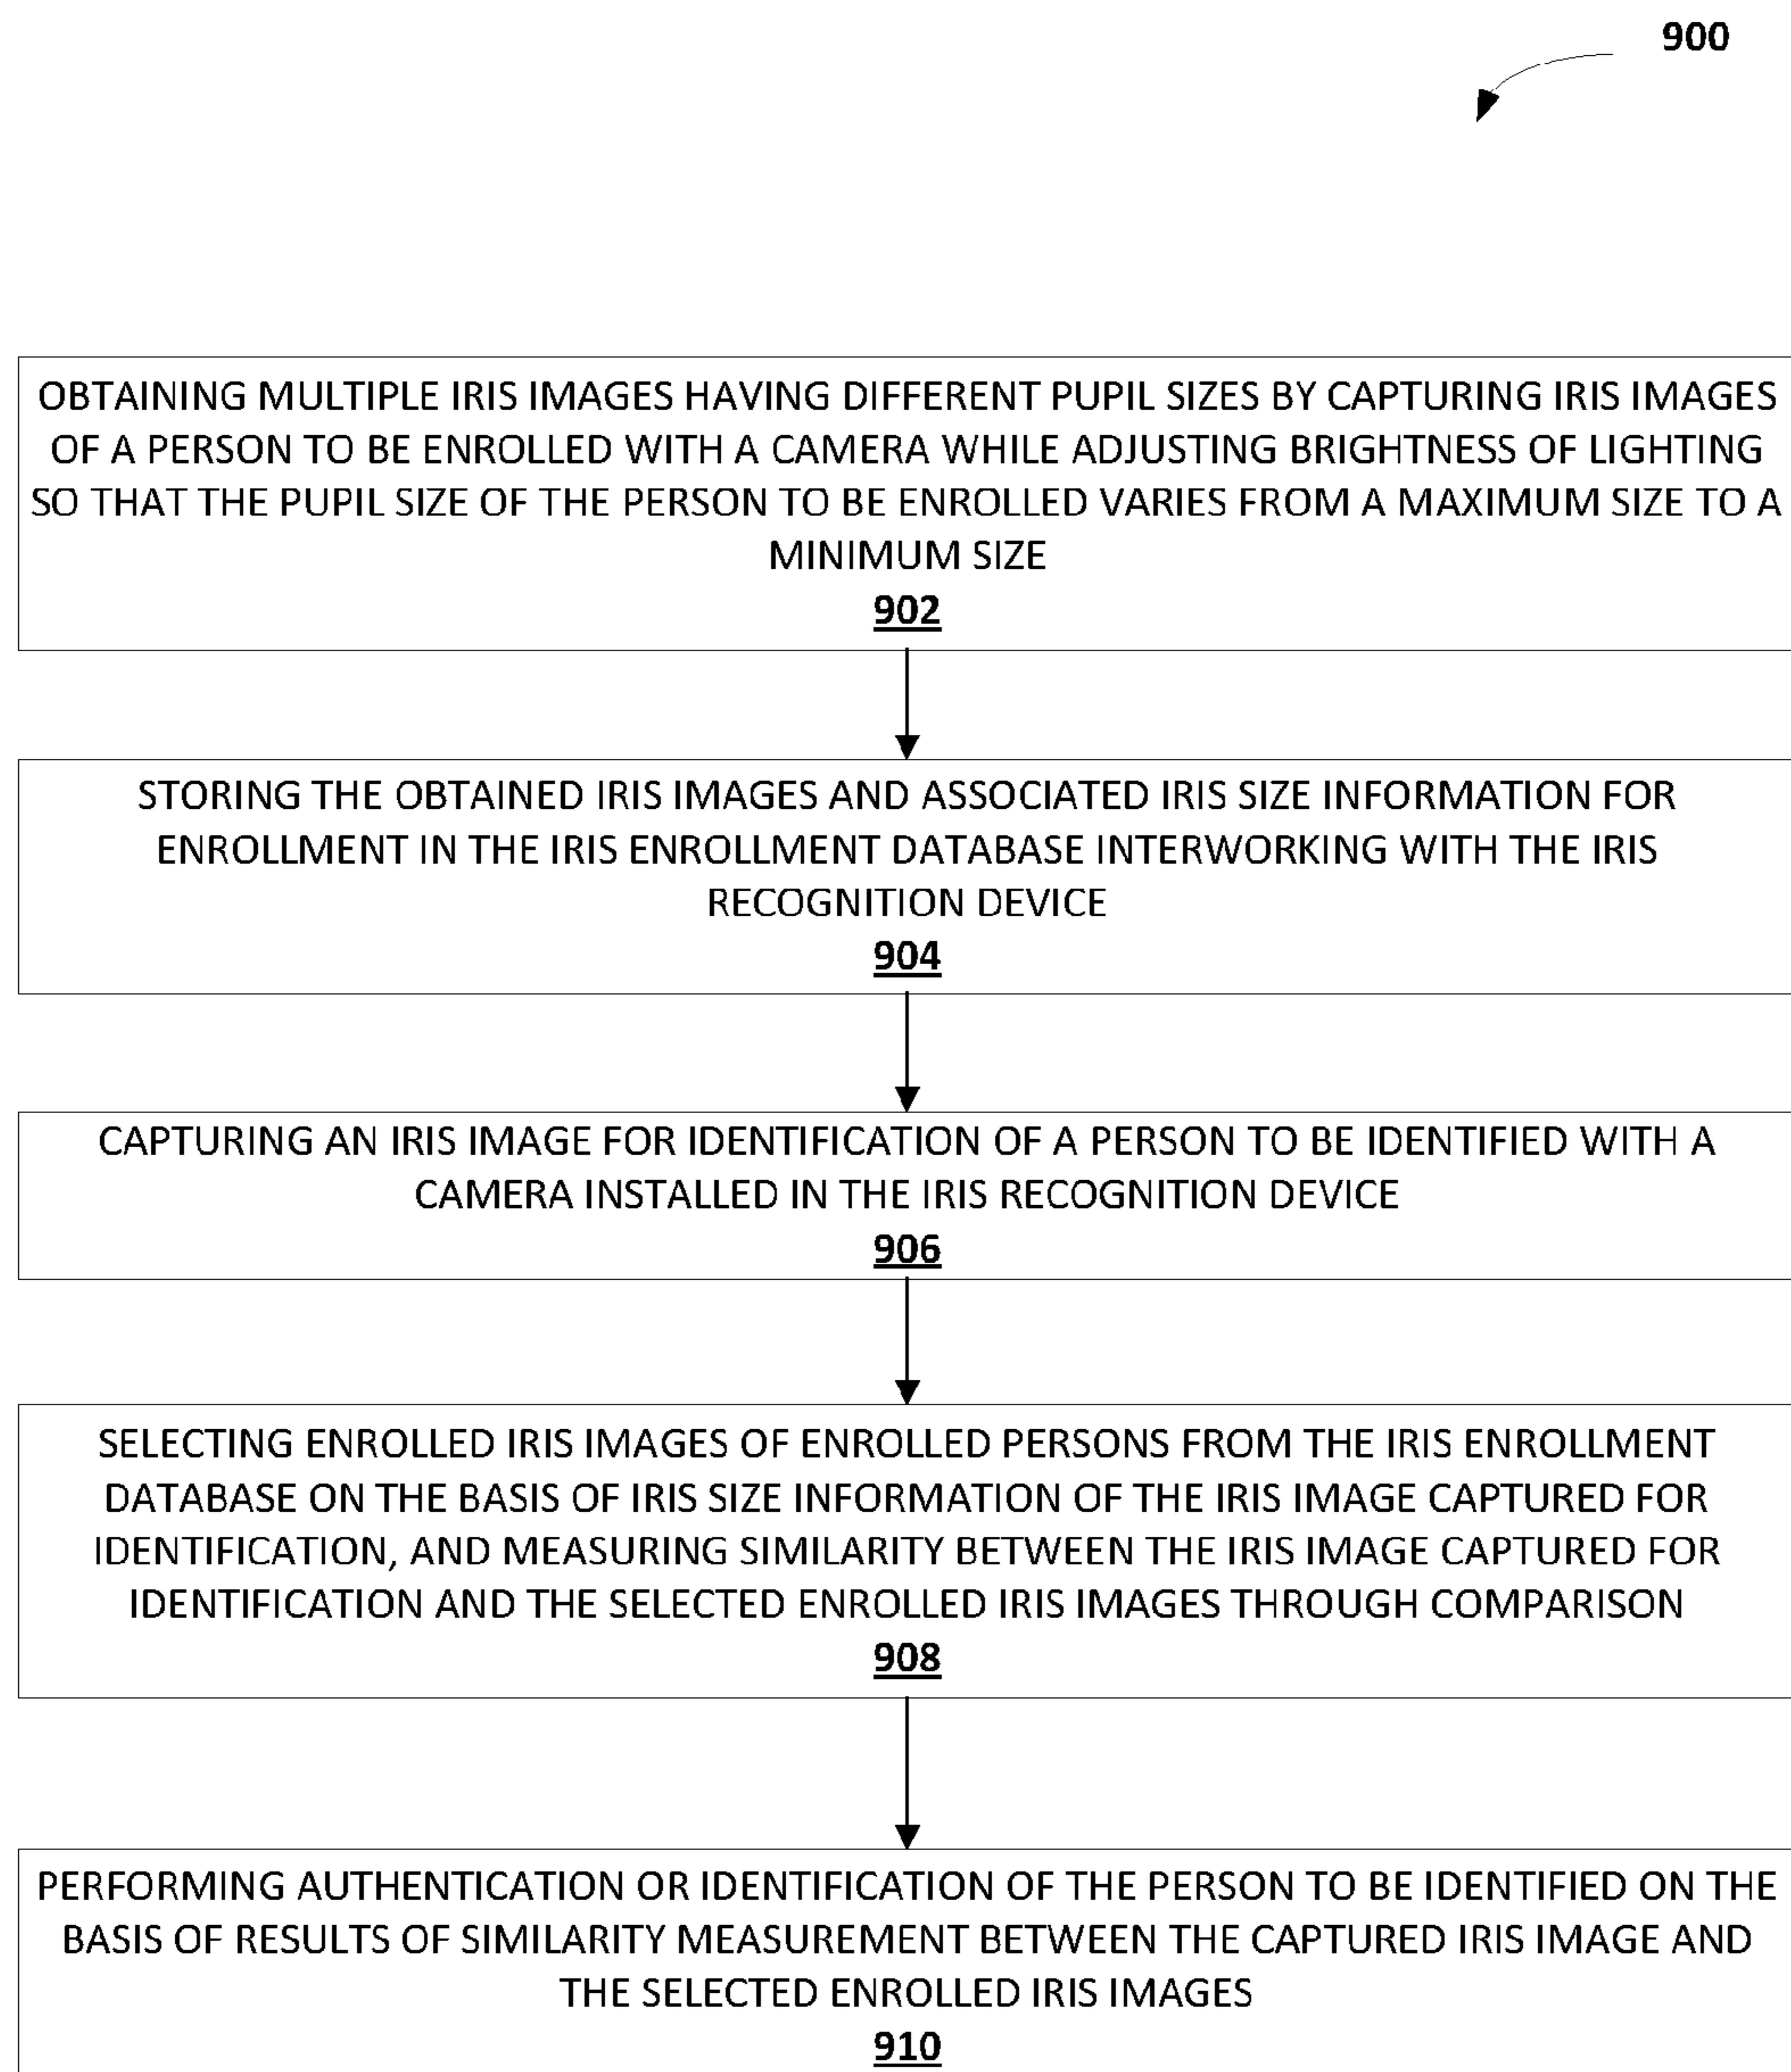 900
OBTAINING MULTIPLE IRIS IMAGES HAVING DIFFERENT PUPIL SIZES BY CAPTURING IRIS IMAGES
OF A PERSON TO BE ENROLLED WITH A CAMERA WHILE ADJUSTING BRIGHTNESS OF LIGHTING
SO THAT THE PUPIL SIZE OF THE PERSON TO BE ENROLLED VARIES FROM A MAXIMUM SIZE TO A
MINIMUM SIZE
902
STORING THE OBTAINED IRIS IMAGES AND ASSOCIATED IRIS SIZE INFORMATION FOR
ENROLLMENT IN THE IRIS ENROLLMENT DATABASE INTERWORKING WITH THE IRIS
RECOGNITION DEVICE
904
CAPTURING AN IRIS IMAGE FOR IDENTIFICATION OF A PERSON TO BE IDENTIFIED WITH A
CAMERA INSTALLED IN THE IRIS RECOGNITION DEVICE
906
SELECTING ENROLLED IRIS IMAGES OF ENROLLED PERSONS FROM THE IRIS ENROLLMENT
DATABASE ON THE BASIS OF IRIS SIZE INFORMATION OF THE IRIS IMAGE CAPTURED FOR
IDENTIFICATION, AND MEASURING SIMILARITY BETWEEN THE IRIS IMAGE CAPTURED FOR
IDENTIFICATION AND THE SELECTED ENROLLED IRIS IMAGES THROUGH COMPARISON
908
PERFORMING AUTHENTICATION OR IDENTIFICATION OF THE PERSON TO BE IDENTIFIED ON THE
BASIS OF RESULTS OF SIMILARITY MEASUREMENT BETWEEN THE CAPTURED IRIS IMAGE AND
THE SELECTED ENROLLED IRIS IMAGES
910